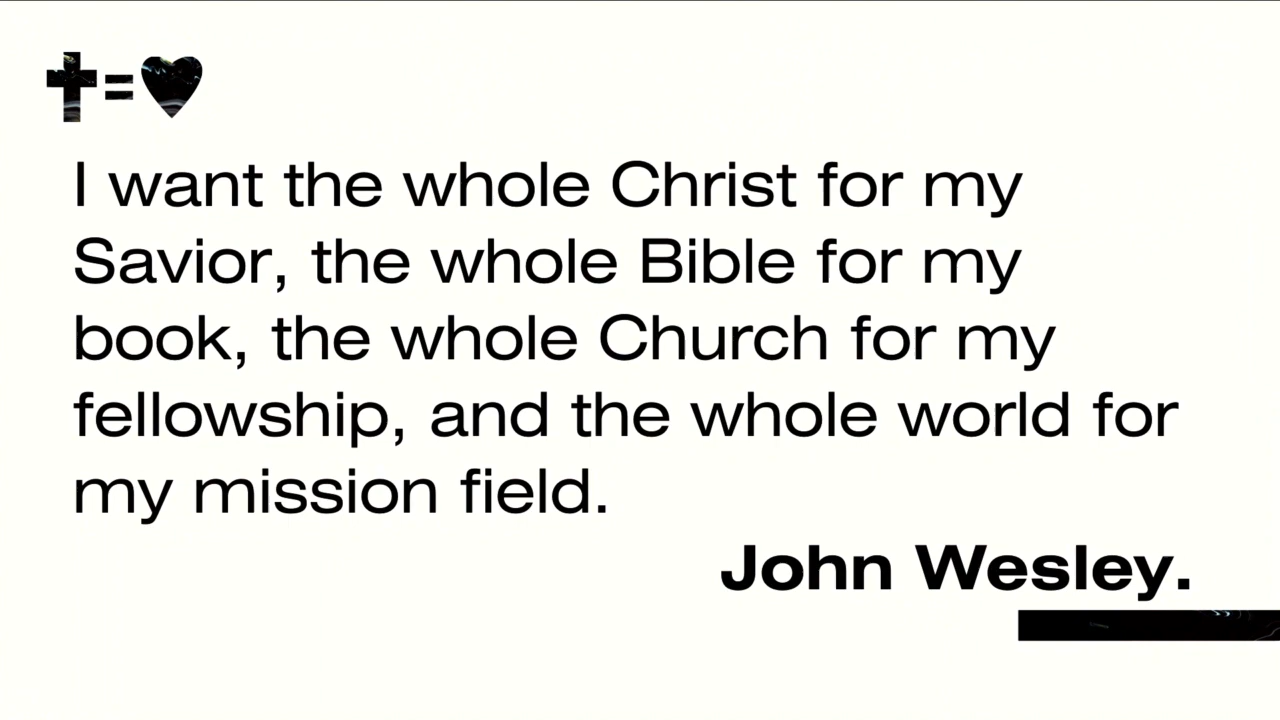 ✝=♥
I want the whole Christ for my
Savior, the whole Bible for my
book, the whole Church for my
fellowship, and the whole world for
my mission field.
John Wesley.